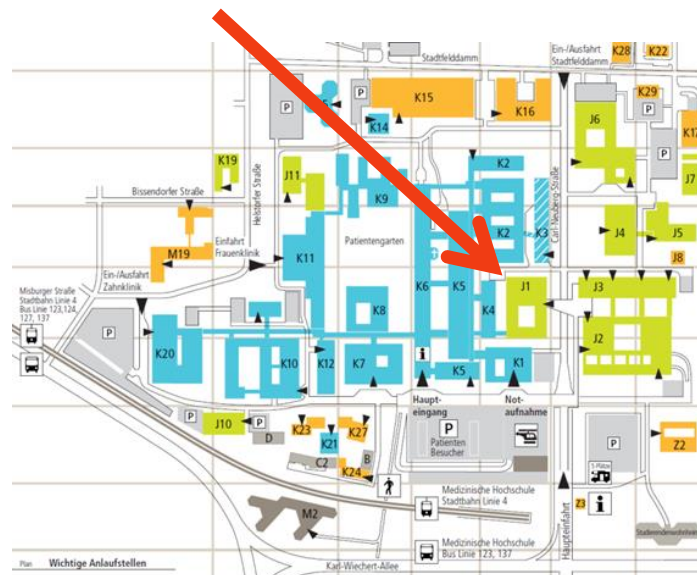 Ein-/Ausfahrt
Stadtfelddamm
K28
K22
Stadtfelddamm
P
K15
K16
K29
K14
J6
P
P
K17
K19
J11
K2
K9
J7
Bissendorfer Straße
Helstorfer Straße
Carl-Neuberg-Straße
K2
K3
J4
J5
M19
Einfahrt
Frauenklinik
K11
Patientengarten
J8
Ein-/Ausfahrt
Zahnklinik
K6
K5
K4
J1
J3
Misburger Straße
Stadtbahn Linie 4
Bus Linie 123,124,
127, 137
K8
J2
P
K20
K10
K12
K7
i
K5
K1
Haupt-
eingang
Not-
aufnahme
P
J10
P
D
K23
K27
K21
P
Patienten
Besucher
P
Z2
C2
B
K24
5 Plätze
Medizinische Hochschule
Stadtbahn Linie 4
Z3
i
M2
Haupteinfahrt
Medizinische Hochschule
Bus Linie 123, 137
Karl-Wiechert-Allee
Plan
Wichtige Anlaufstellen